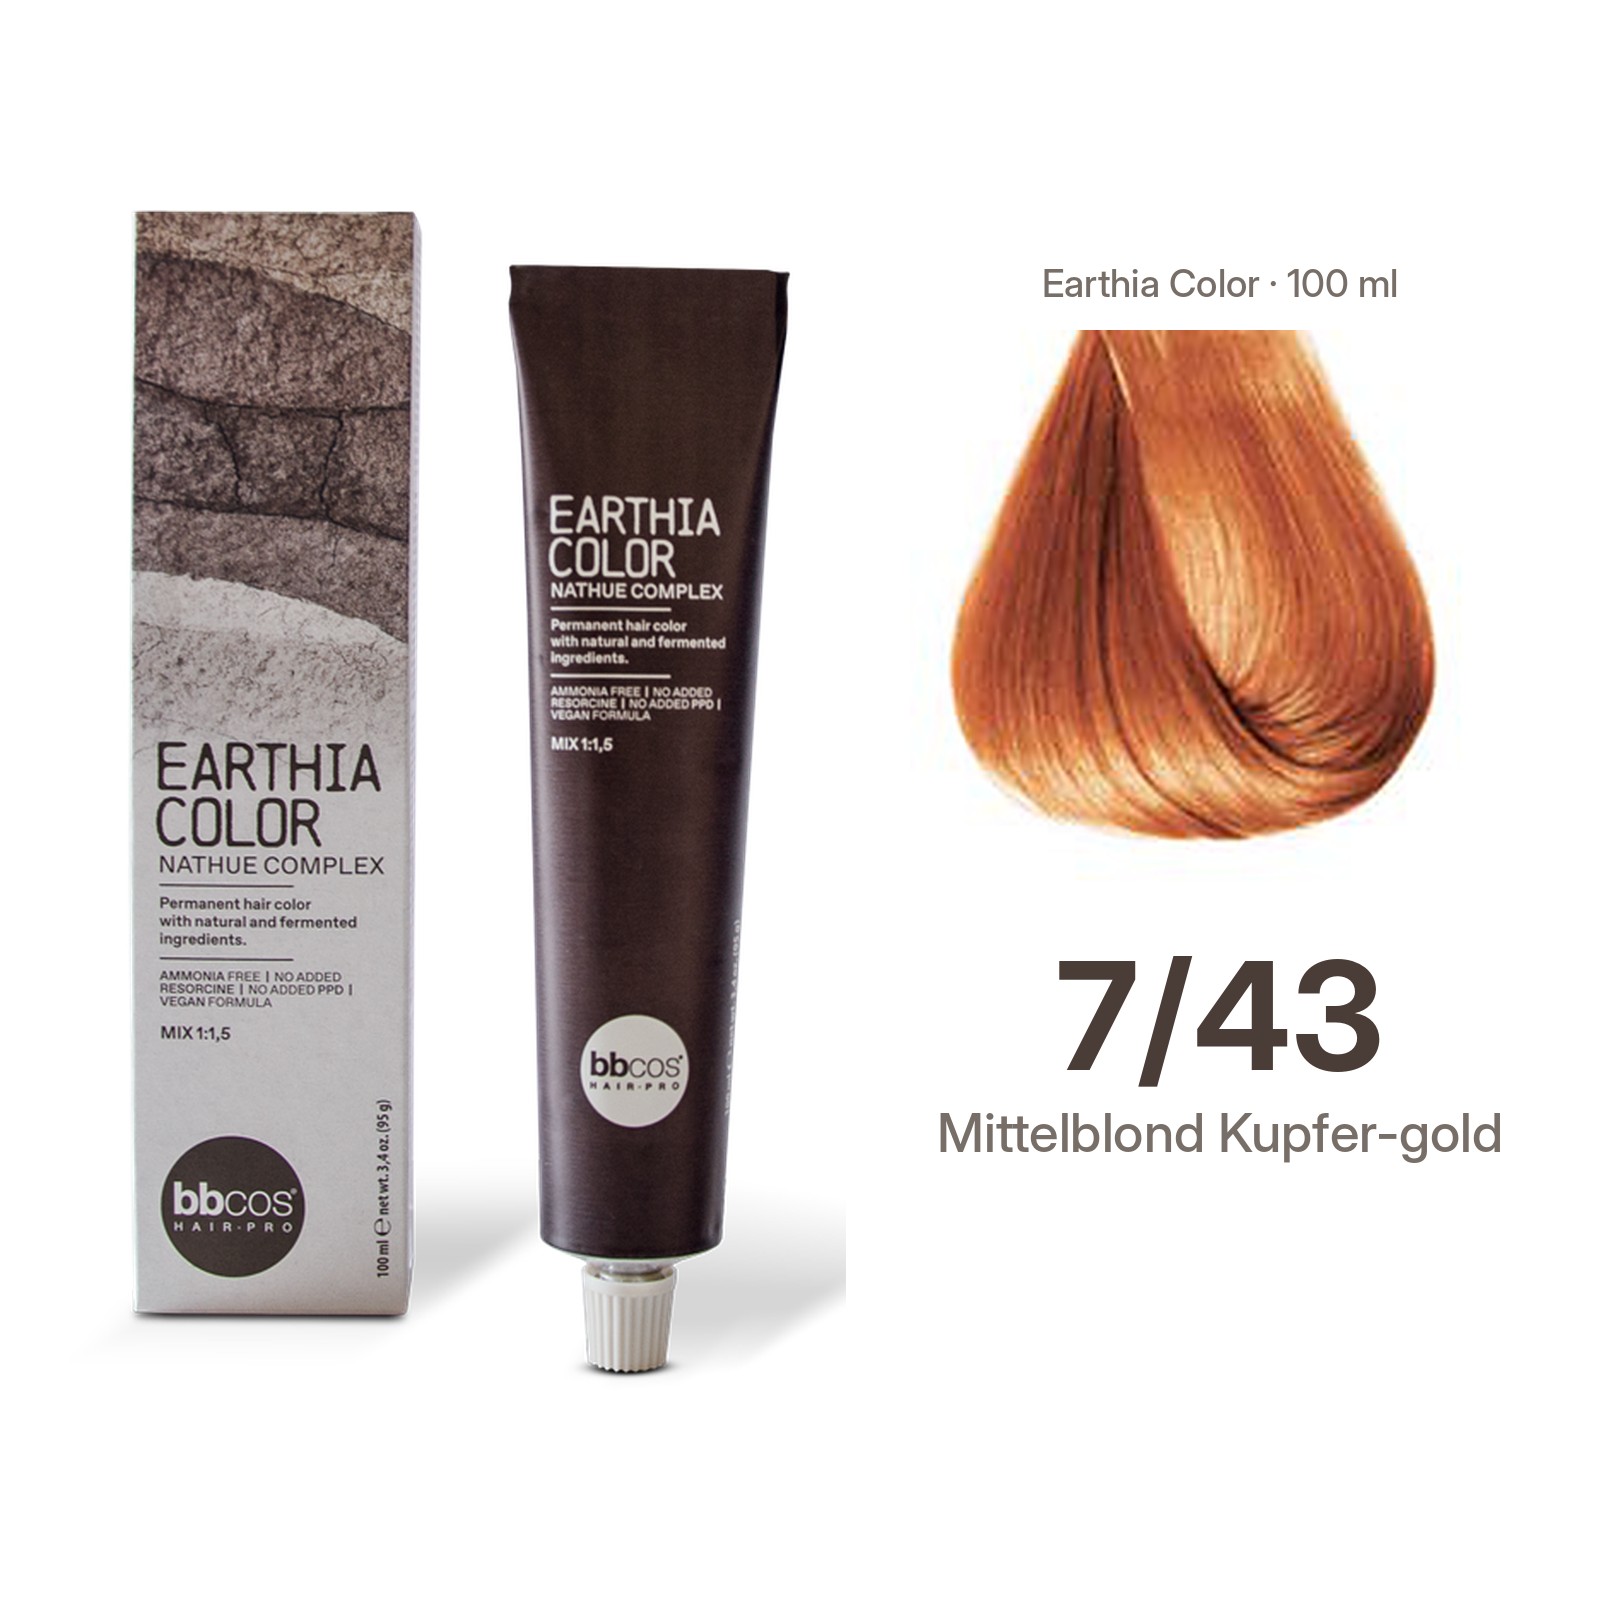 EARTHIA
COLOR
NATHUE COMPLEX
Permanent hair color
with natural and fermented
ingredients.
AMMONIA FREE | NO ADDED
RESORCINE | NO ADDED PPD |
VEGAN FORMULA
MIX 1:1,5
100 ml ℮ net wt. 3,4 oz. (95 g)
bbcos®
HAIR·PRO
EARTHIA
COLOR
NATHUE COMPLEX
Permanent hair color
with natural and fermented
ingredients.
AMMONIA FREE | NO ADDED
RESORCINE | NO ADDED PPD |
VEGAN FORMULA
MIX 1:1,5
bbcos®
HAIR·PRO
Earthia Color · 100 ml
7/43
Mittelblond Kupfer-gold